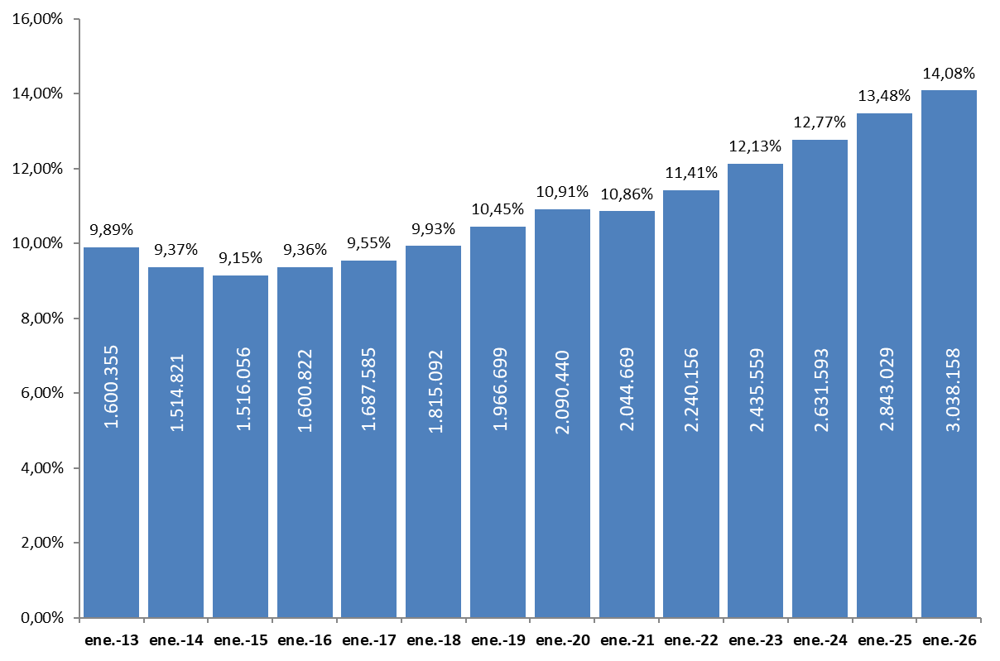 16,00%
14,00%
12,00%
10,00%
8,00%
6,00%
4,00%
2,00%
0,00%
9,89%
9,37%
9,15%
9,36%
9,55%
9,93%
10,45%
10,91%
10,86%
11,41%
12,13%
12,77%
13,48%
14,08%
1.600.355
1.514.821
1.516.056
1.600.822
1.687.585
1.815.092
1.966.699
2.090.440
2.044.669
2.240.156
2.435.559
2.631.593
2.843.029
3.038.158
ene.-13
ene.-14
ene.-15
ene.-16
ene.-17
ene.-18
ene.-19
ene.-20
ene.-21
ene.-22
ene.-23
ene.-24
ene.-25
ene.-26